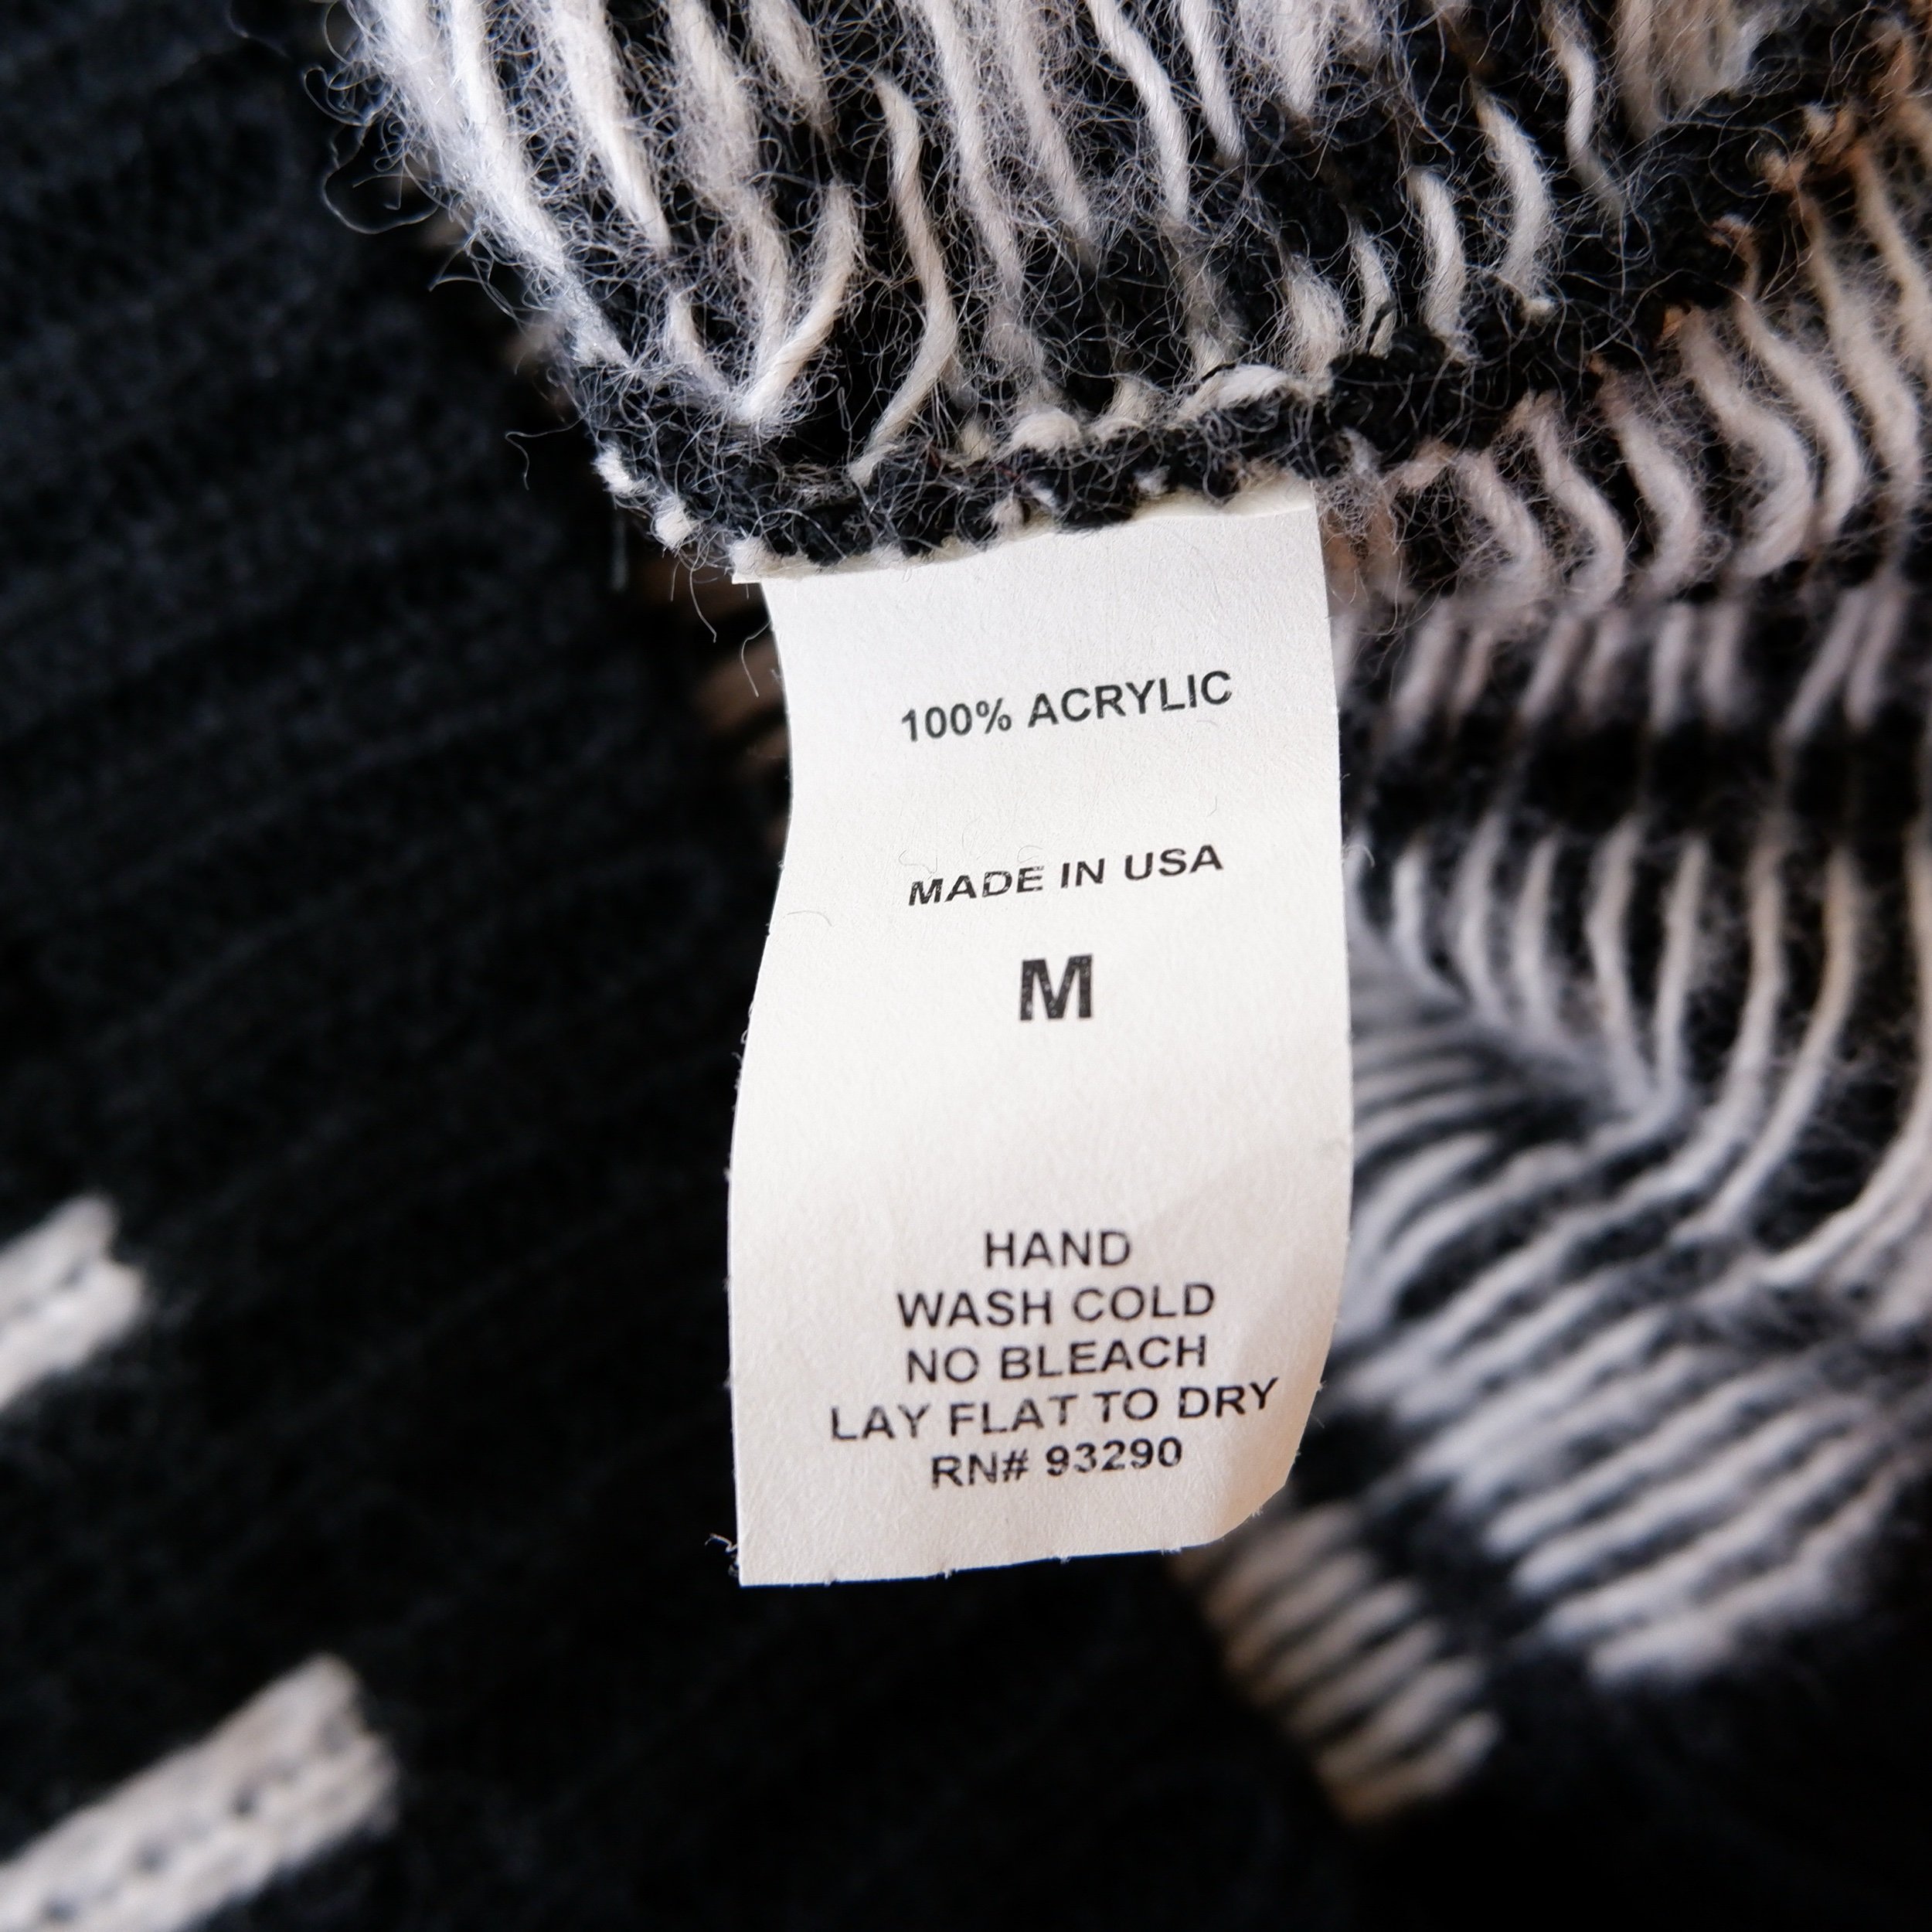 100% ACRYLIC
MADE IN USA
M
HAND
WASH COLD
NO BLEACH
LAY FLAT TO DRY
RN# 93290